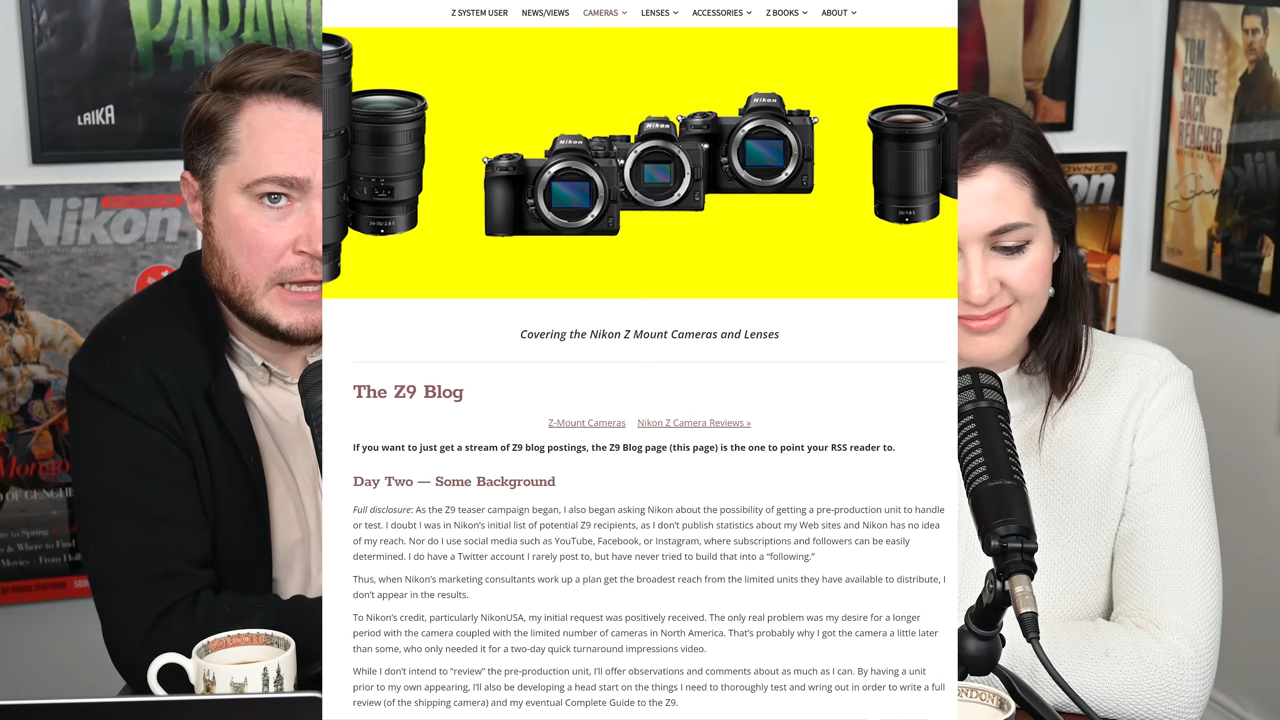 Z SYSTEM USER NEWS/VIEWS CAMERAS LENSES ACCESSORIES Z BOOKS ABOUT
LAIKA
Nikon
Nikon
Nikon
Nikon
24-70/2.8 S
20/1.8 S
TOM
CRUISE
JACK
REACHER
OWNER
Covering the Nikon Z Mount Cameras and Lenses
The Z9 Blog
Z-Mount Cameras Nikon Z Camera Reviews »
If you want to just get a stream of Z9 blog postings, the Z9 Blog page (this page) is the one to point your RSS reader to.
Day Two — Some Background
Full disclosure: As the Z9 teaser campaign began, I also began asking Nikon about the possibility of getting a pre-production unit to handle
or test. I doubt I was in Nikon's initial list of potential Z9 recipients, as I don't publish statistics about my Web sites and Nikon has no idea
of my reach. Nor do I use social media such as YouTube, Facebook, or Instagram, where subscriptions and followers can be easily
determined. I do have a Twitter account I rarely post to, but have never tried to build that into a “following.”
Thus, when Nikon's marketing consultants work up a plan get the broadest reach from the limited units they have available to distribute, I
don't appear in the results.
To Nikon's credit, particularly NikonUSA, my initial request was positively received. The only real problem was my desire for a longer
period with the camera coupled with the limited number of cameras in North America. That's probably why I got the camera a little later
than some, who only needed it for a two-day quick turnaround impressions video.
While I don't intend to “review” the pre-production unit, I'll offer observations and comments about as much as I can. By having a unit
prior to my own appearing, I'll also be developing a head start on the things I need to thoroughly test and wring out in order to write a full
review (of the shipping camera) and my eventual Complete Guide to the Z9.